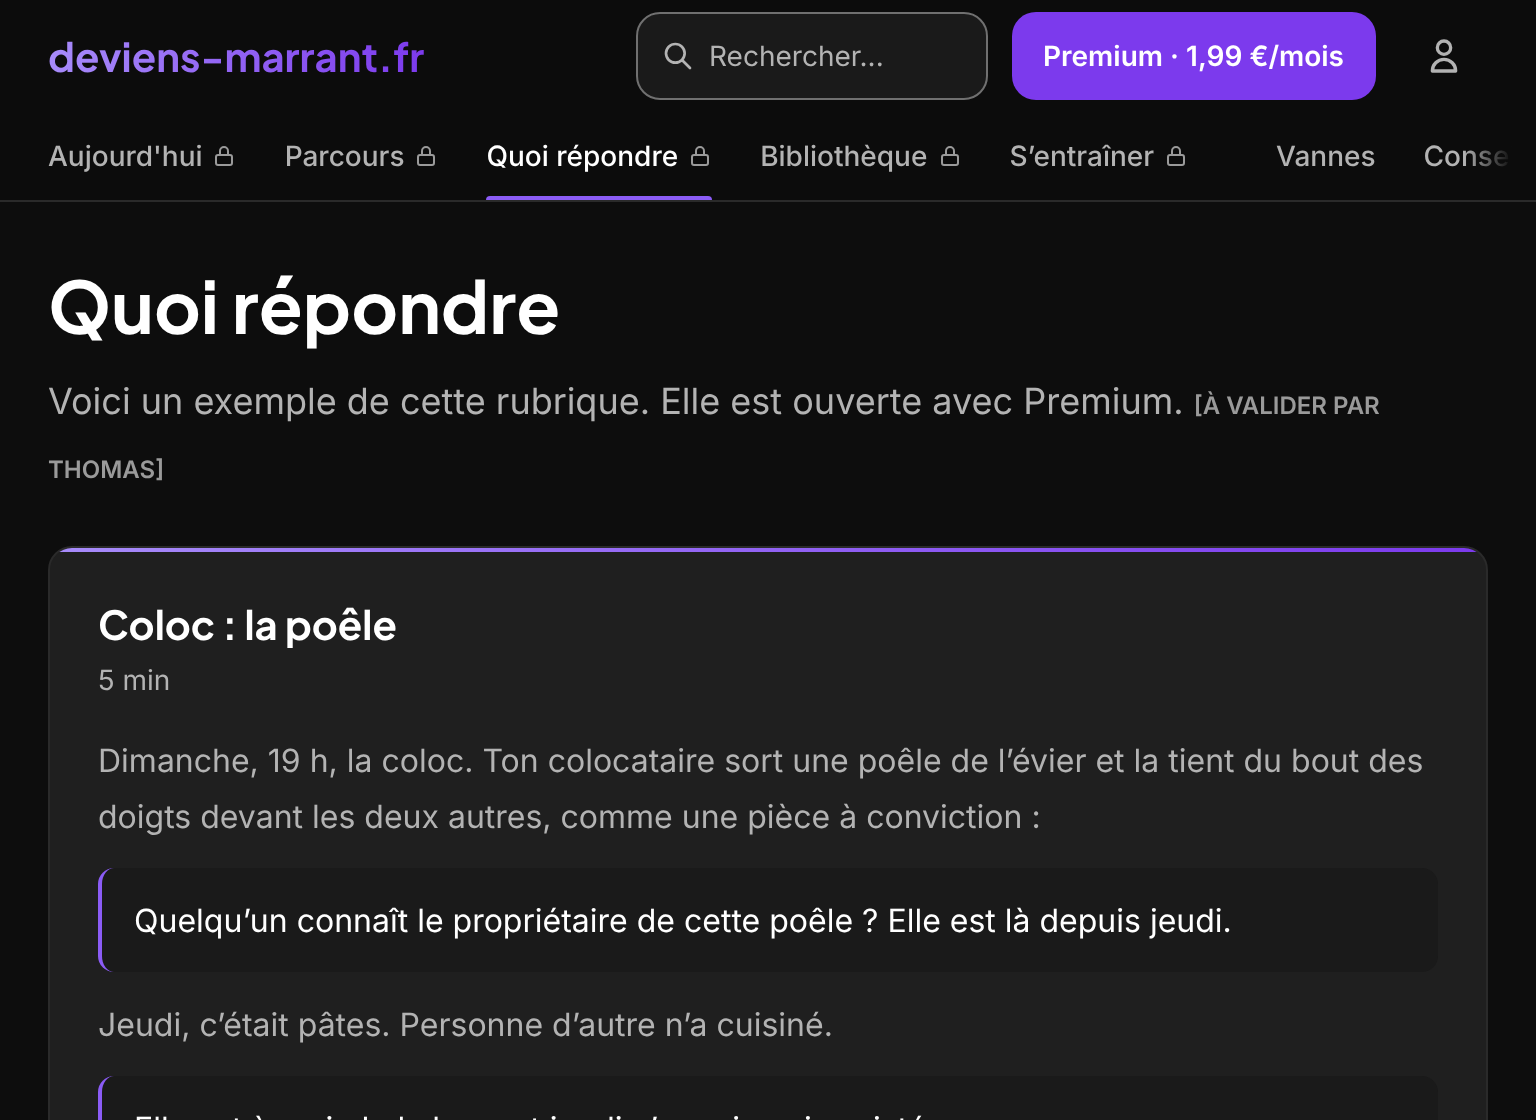 deviens-marrant.fr
Rechercher...
Premium · 1,99 €/mois
Aujourd'hui
Parcours
Quoi répondre
Bibliothèque
S’entraîner
Vannes
Quoi répondre
Voici un exemple de cette rubrique. Elle est ouverte avec Premium. [À VALIDER PAR
THOMAS]
Coloc : la poêle
5 min
Dimanche, 19 h, la coloc. Ton colocataire sort une poêle de l’évier et la tient du bout des
doigts devant les deux autres, comme une pièce à conviction :
Quelqu’un connaît le propriétaire de cette poêle ? Elle est là depuis jeudi.
Jeudi, c’était pâtes. Personne d’autre n’a cuisiné.